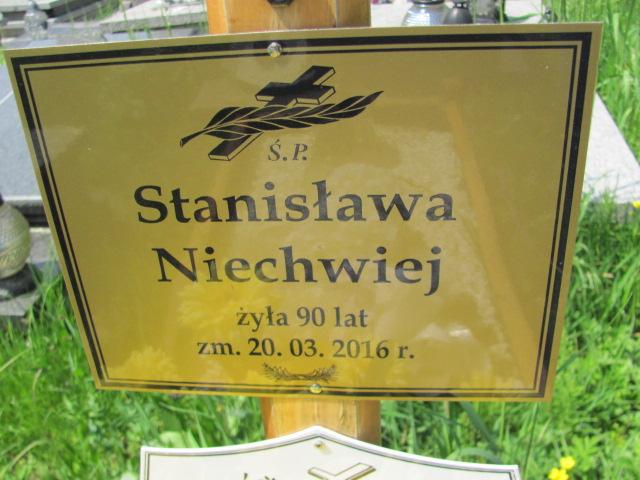 Ś.P.
Stanisława
Niechwiej
żyła 90 lat
zm. 20. 03. 2016 r.